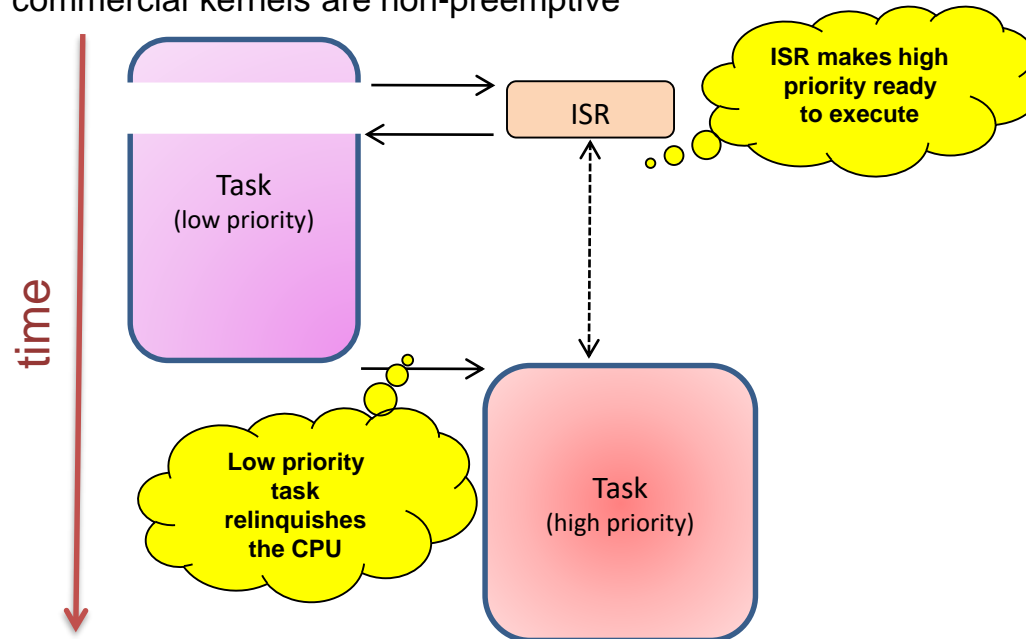 commercial kernels are non-preemptive
ISR makes high
priority ready
to execute
ISR
Task
(low priority)
time
Low priority
task
relinquishes
the CPU
Task
(high priority)